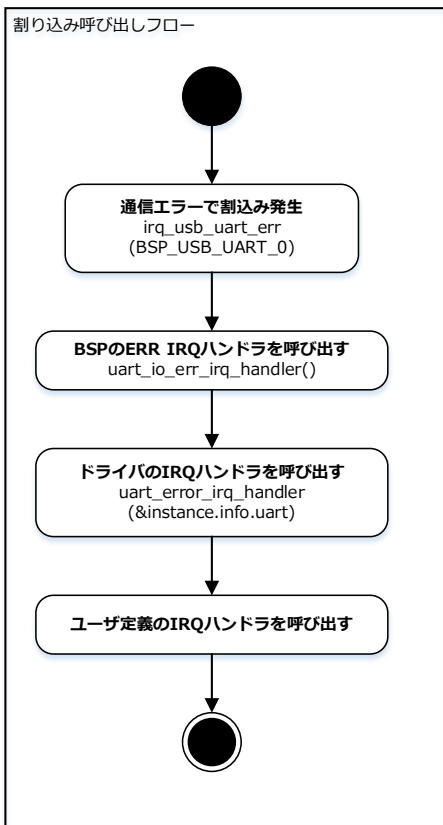 割り込み呼び出しフロー
通信エラーで割込み発生
irq_usb_uart_err
(BSP_USB_UART_0)
BSPのERR IRQハンドラを呼び出す
uart_io_err_irq_handler()
ドライバのIRQハンドラを呼び出す
uart_error_irq_handler
(&instance.info.uart)
ユーザ定義のIRQハンドラを呼び出す